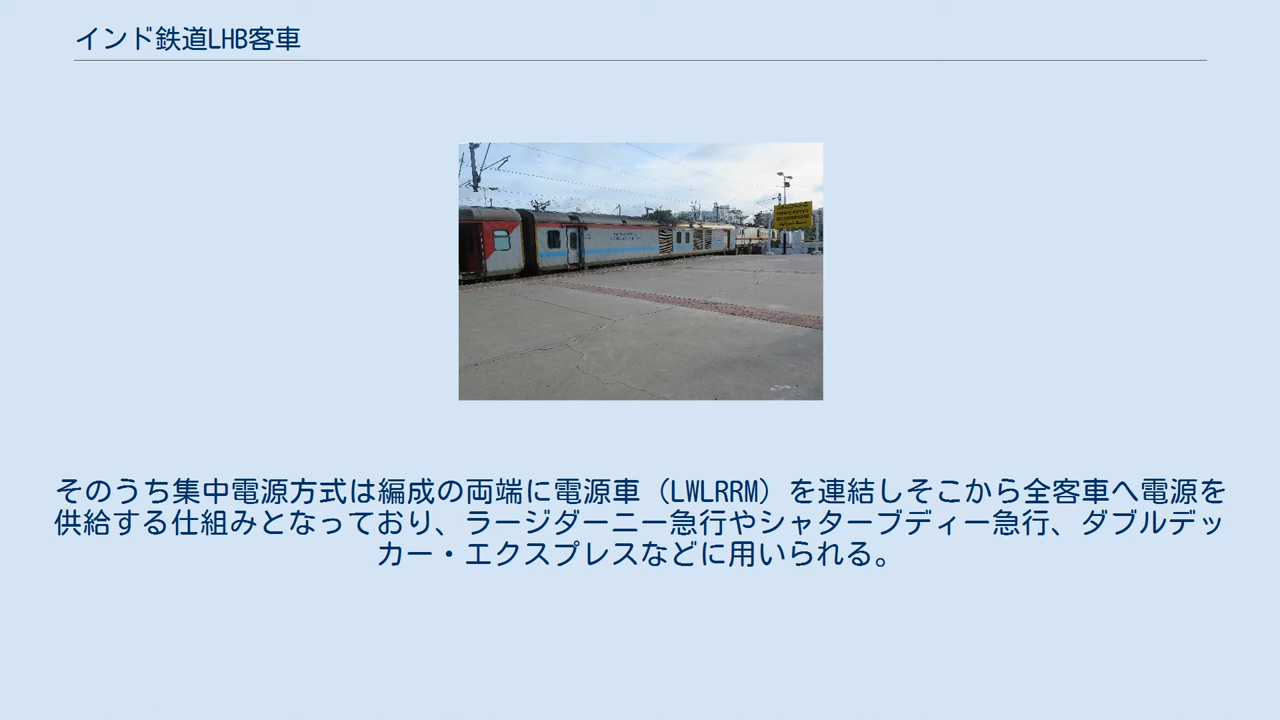 インド鉄道LHB客車
そのうち集中電源方式は編成の両端に電源車（LWLRRM）を連結しそこから全客車へ電源を
供給する仕組みとなっており、ラージダーニー急行やシャターブディー急行、ダブルデッ
カー・エクスプレスなどに用いられる。